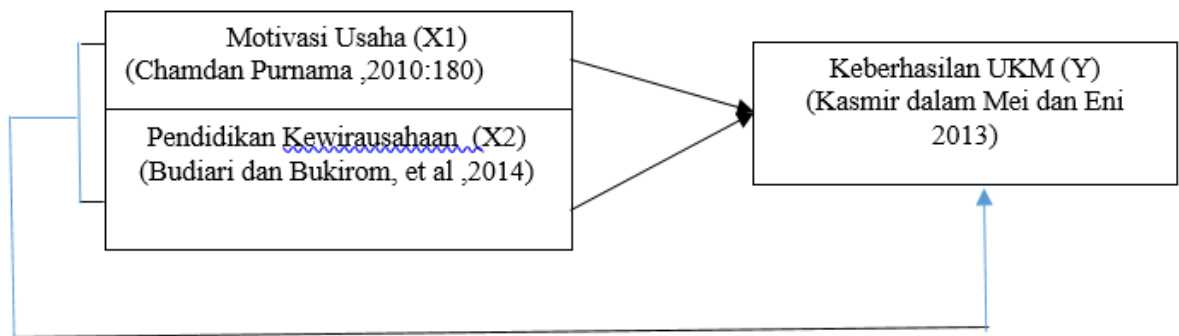 Motivasi Usaha (X1)
(Chamdan Purnama ,2010:180)
Pendidikan Kewirausahaan (X2)
(Budiari dan Bukirom, et al ,2014)
Keberhasilan UKM (Y)
(Kasmir dalam Mei dan Eni
2013)